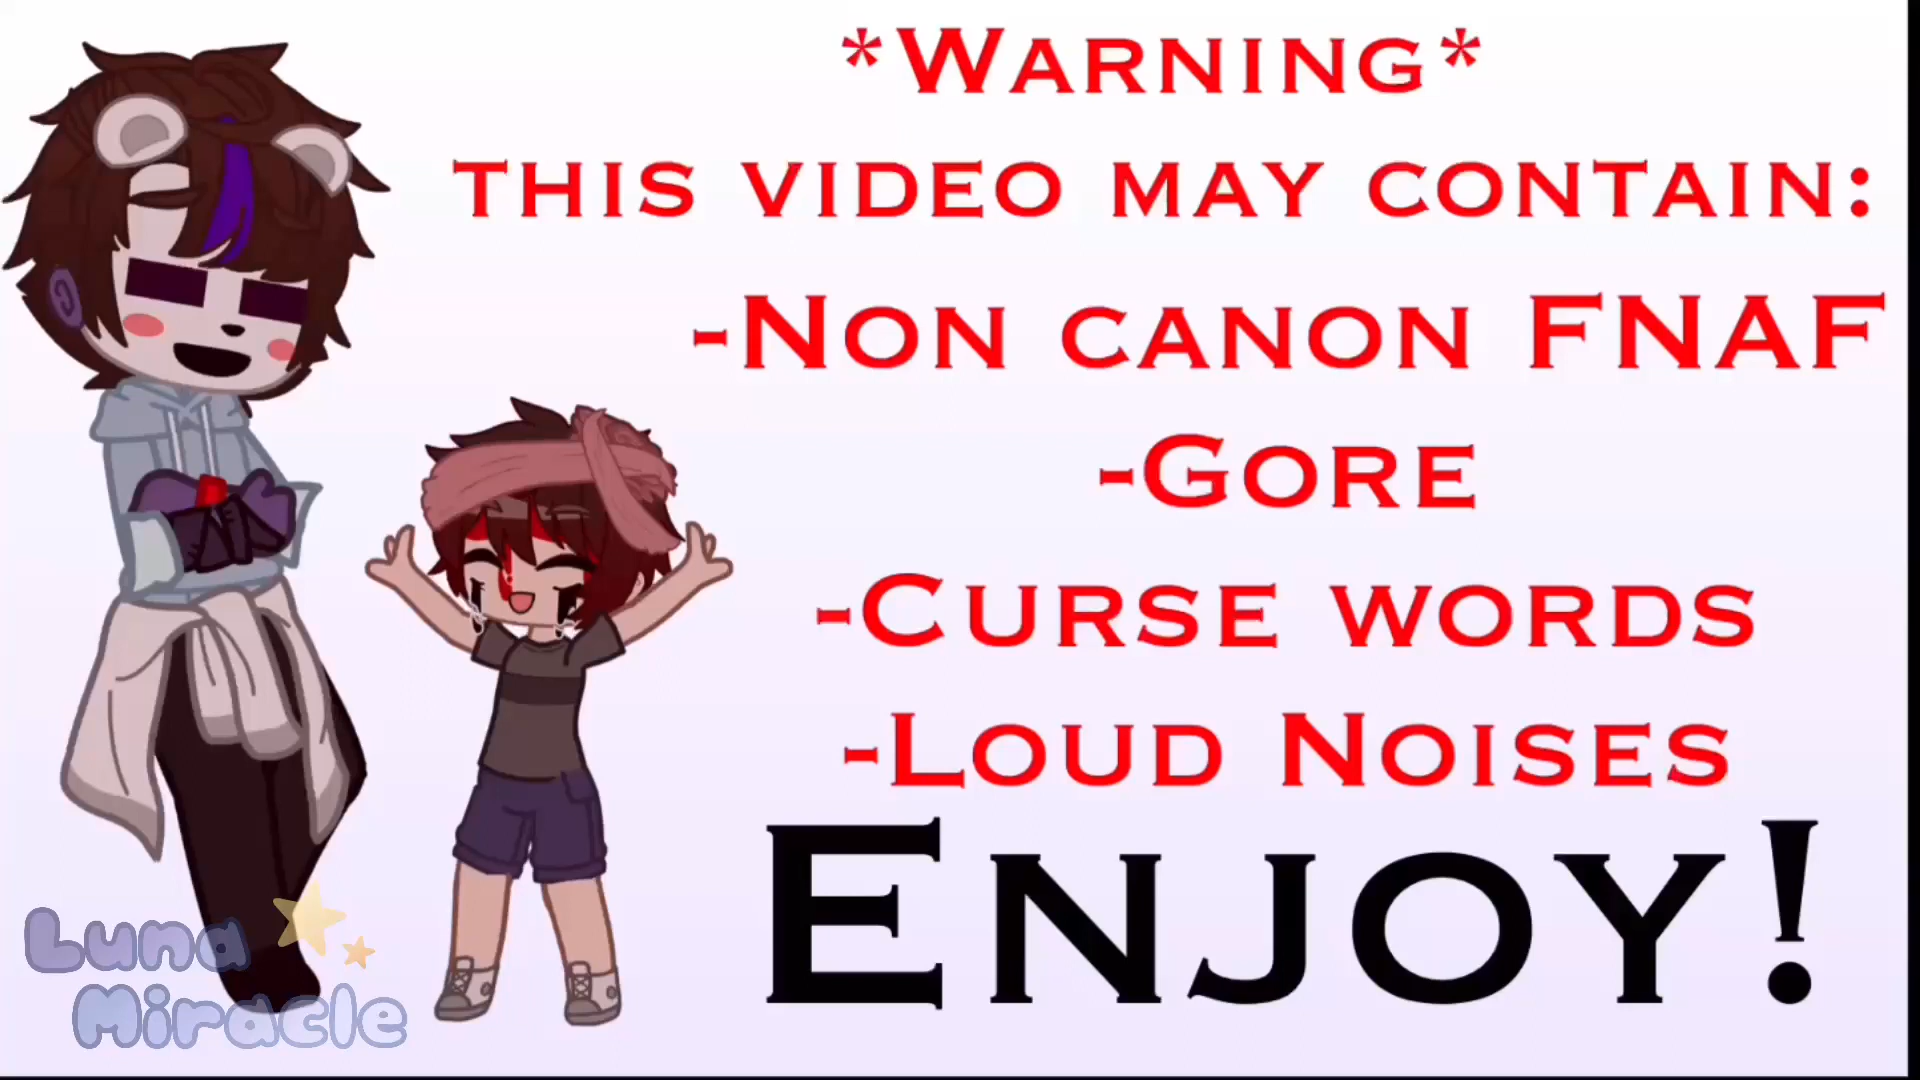 *Warning*
this video may contain:
-Non canon FNAF
-Gore
-Curse words
-Loud Noises
Enjoy!
Luna
Miracle